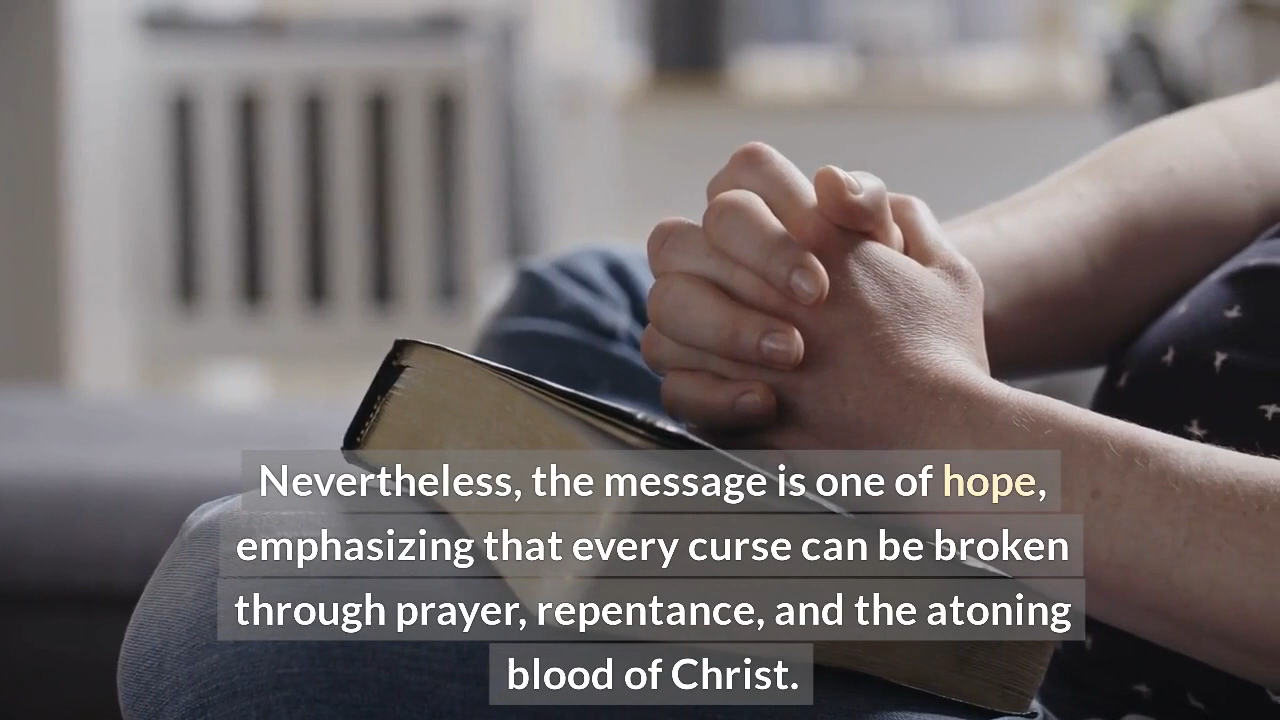 Nevertheless, the message is one of hope,
emphasizing that every curse can be broken
through prayer, repentance, and the atoning
blood of Christ.